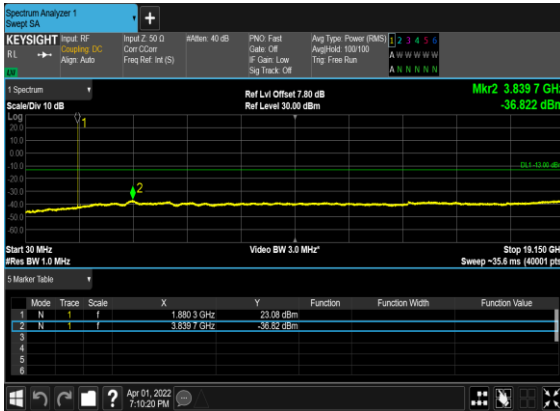 Spectrum Analyzer 1
Swept SA
+
KEYSIGHT Input: RF Input Z: 50 Ω #Atten: 40 dB PNO: Fast Avg Type: Power (RMS) 1 2 3 4 5 6
RL Coupling: DC Corr CCorr Gate: Off Avg|Hold: 100/100 A W W W W W
Align: Auto Freq Ref: Int (S) IF Gain: Low Trig: Free Run
Sig Track: Off A N N N N N
1 Spectrum
Ref Lvl Offset 7.80 dB Mkr2 3.839 7 GHz
Scale/Div 10 dB Ref Level 30.00 dBm -36.822 dBm
Log
1
20.0
10.0
0.00
-10.0
DL1 -13.00 dBm
-20.0
-30.0
2
-40.0
-50.0
-60.0
Start 30 MHz Video BW 3.0 MHz* Stop 19.150 GH
#Res BW 1.0 MHz Sweep ~35.6 ms (40001 pts
5 Marker Table
Mode Trace Scale X Y Function Function Width Function Value
1 N 1 f 1.880 3 GHz 23.08 dBm
2 N 1 f 3.839 7 GHz -36.82 dBm
3
4
5
6
? Apr 01, 2022
7:10:20 PM